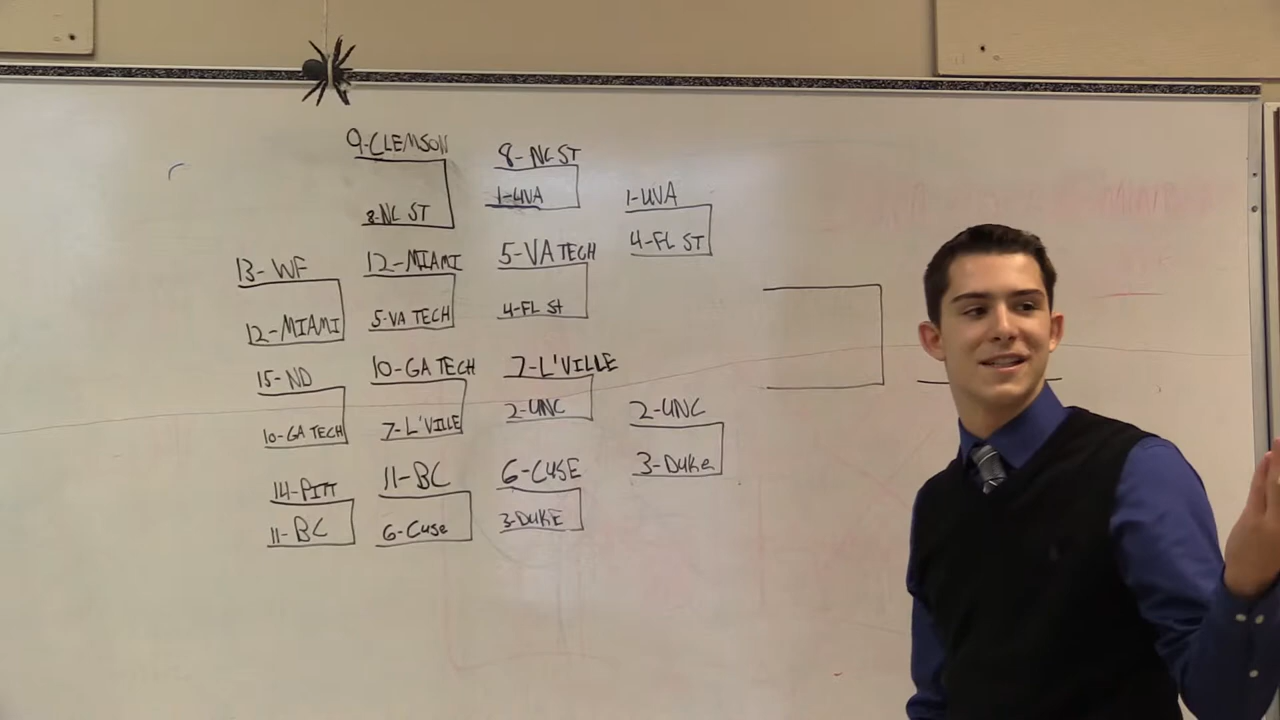 9-CLEMSON
8-NC ST
13-WF
12-MIAMI
12-MIAMI
5-VA TECH
15-ND
10-GA TECH
10-GA TECH
7-L'VILLE
14-PITT
11-BC
11-BC
6-Cuse
8-NC ST
1-UVA
5-VA TECH
4-FL St
7-L'VILLE
2-UNC
6-CUSE
3-DUKE
1-UVA
4-FL ST
2-UNC
3-Duke